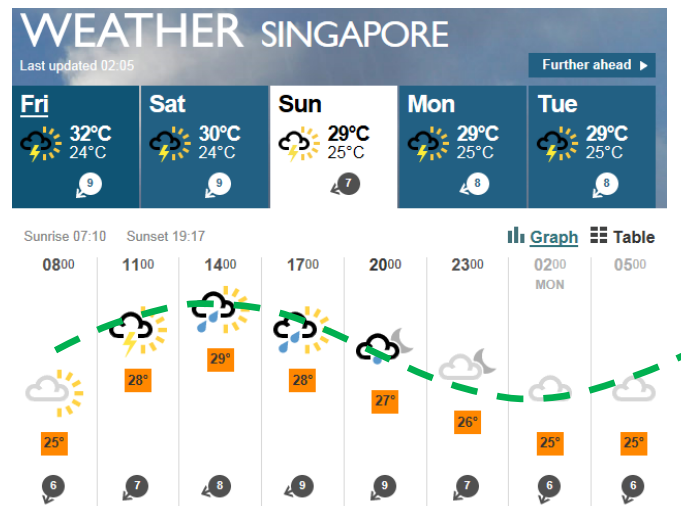 WEATHER SINGAPORE
Last updated 02:05
Further ahead
Fri Sat Sun Mon Tue
32°C 30°C 29°C 29°C 29°C
24°C 24°C 25°C 25°C 25°C
9 9 7 8 8
Sunrise 07:10 Sunset 19:17 Graph Table
0800 1100 1400 1700 2000 2300 0200 0500
MON
29°
28° 28°
27°
26°
25° 25° 25°
6 7 8 9 9 7 6 6